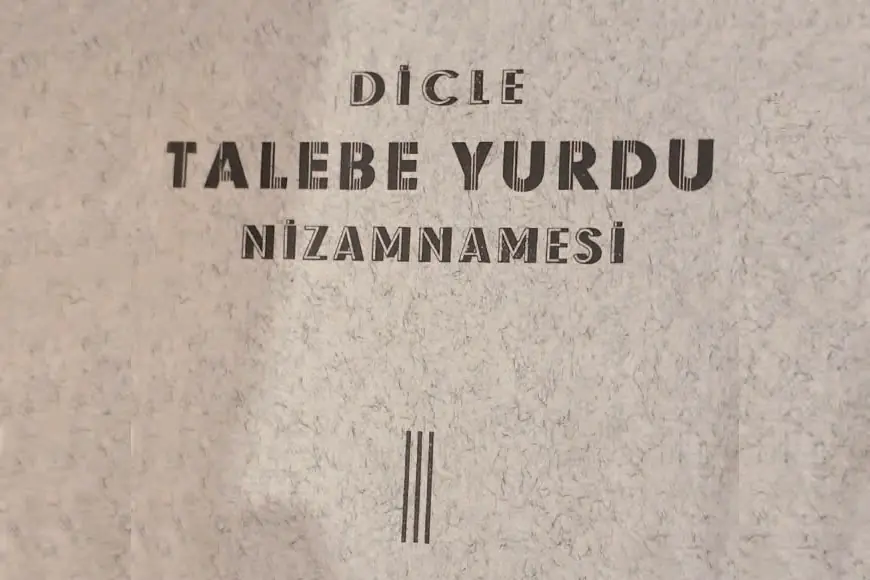 DİCLE
TALEBE YURDU
NİZAMNAMESİ